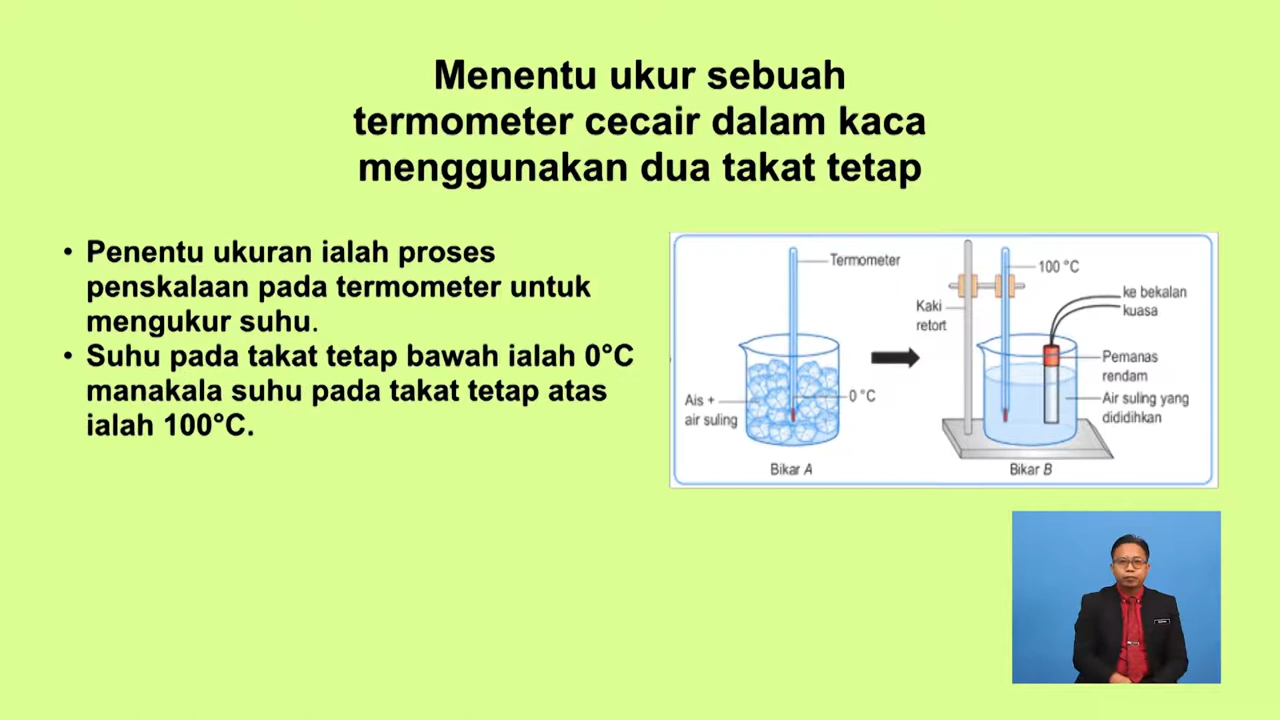 Menentu ukur sebuah
termometer cecair dalam kaca
menggunakan dua takat tetap
• Penentu ukuran ialah proses
penskalaan pada termometer untuk
mengukur suhu.
• Suhu pada takat tetap bawah ialah 0°C
manakala suhu pada takat tetap atas
ialah 100°C.
Termometer
Ais +
air suling
0 °C
Bikar A
Kaki
retort
100 °C
ke bekalan
kuasa
Pemanas
rendam
Air suling yang
dididihkan
Bikar B